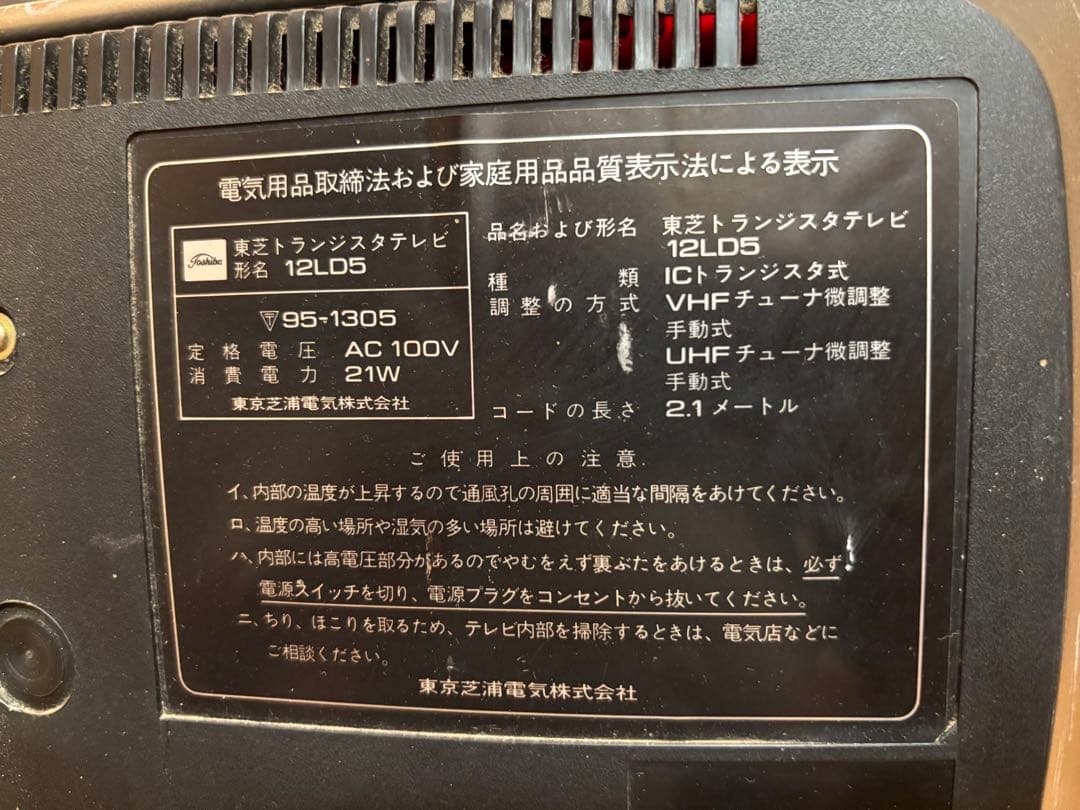 電気用品取締法および家庭用品品質表示法による表示
Toshiba
東芝トランジスタテレビ
形名 12LD5
▽95-1305
定格電圧 AC 100V
消費電力 21W
東京芝浦電気株式会社
品名および形名 東芝トランジスタテレビ
12LD5
種類 ICトランジスタ式
調整の方式 VHFチューナ微調整
手動式
UHFチューナ微調整
手動式
コードの長さ 2.1メートル
ご使用上の注意
イ、内部の温度が上昇するので通風孔の周囲に適当な間隔をあけてください。
ロ、温度の高い場所や湿気の多い場所は避けてください。
ハ、内部には高電圧部分があるのでやむをえず裏ぶたをあけるときは、必ず
電源スイッチを切り、電源プラグをコンセントから抜いてください。
ニ、ちり、ほこりを取るため、テレビ内部を掃除するときは、電気店などに
ご相談ください。
東京芝浦電気株式会社